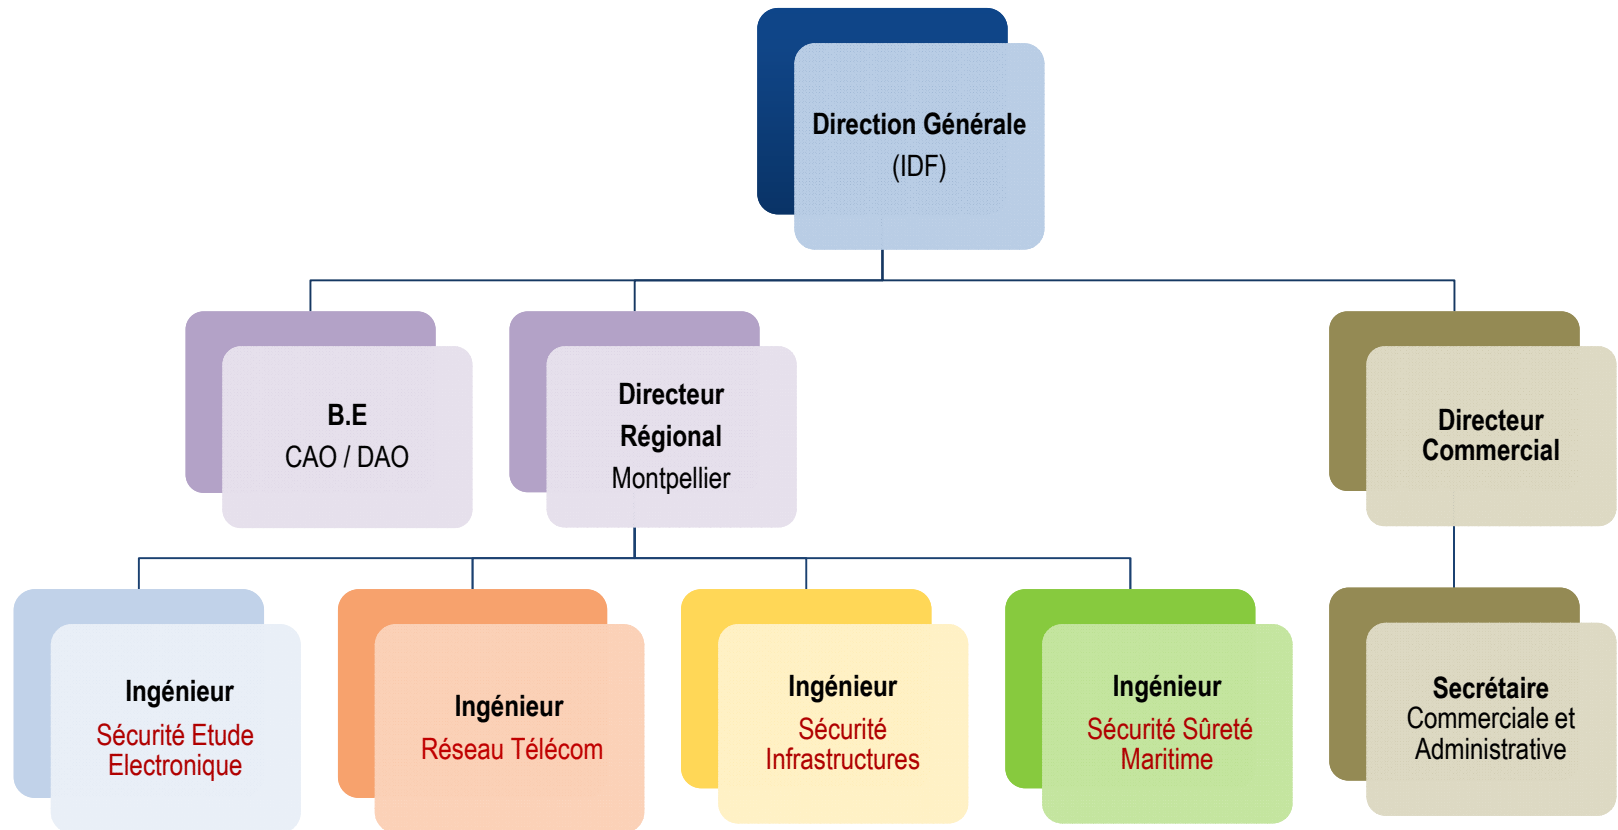 Direction Générale
(IDF)
B.E
CAO / DAO
Directeur
Régional
Montpellier
Directeur
Commercial
Ingénieur
Sécurité Etude
Electronique
Ingénieur
Réseau Télécom
Ingénieur
Sécurité
Infrastructures
Ingénieur
Sécurité Sûreté
Maritime
Secrétaire
Commerciale et
Administrative